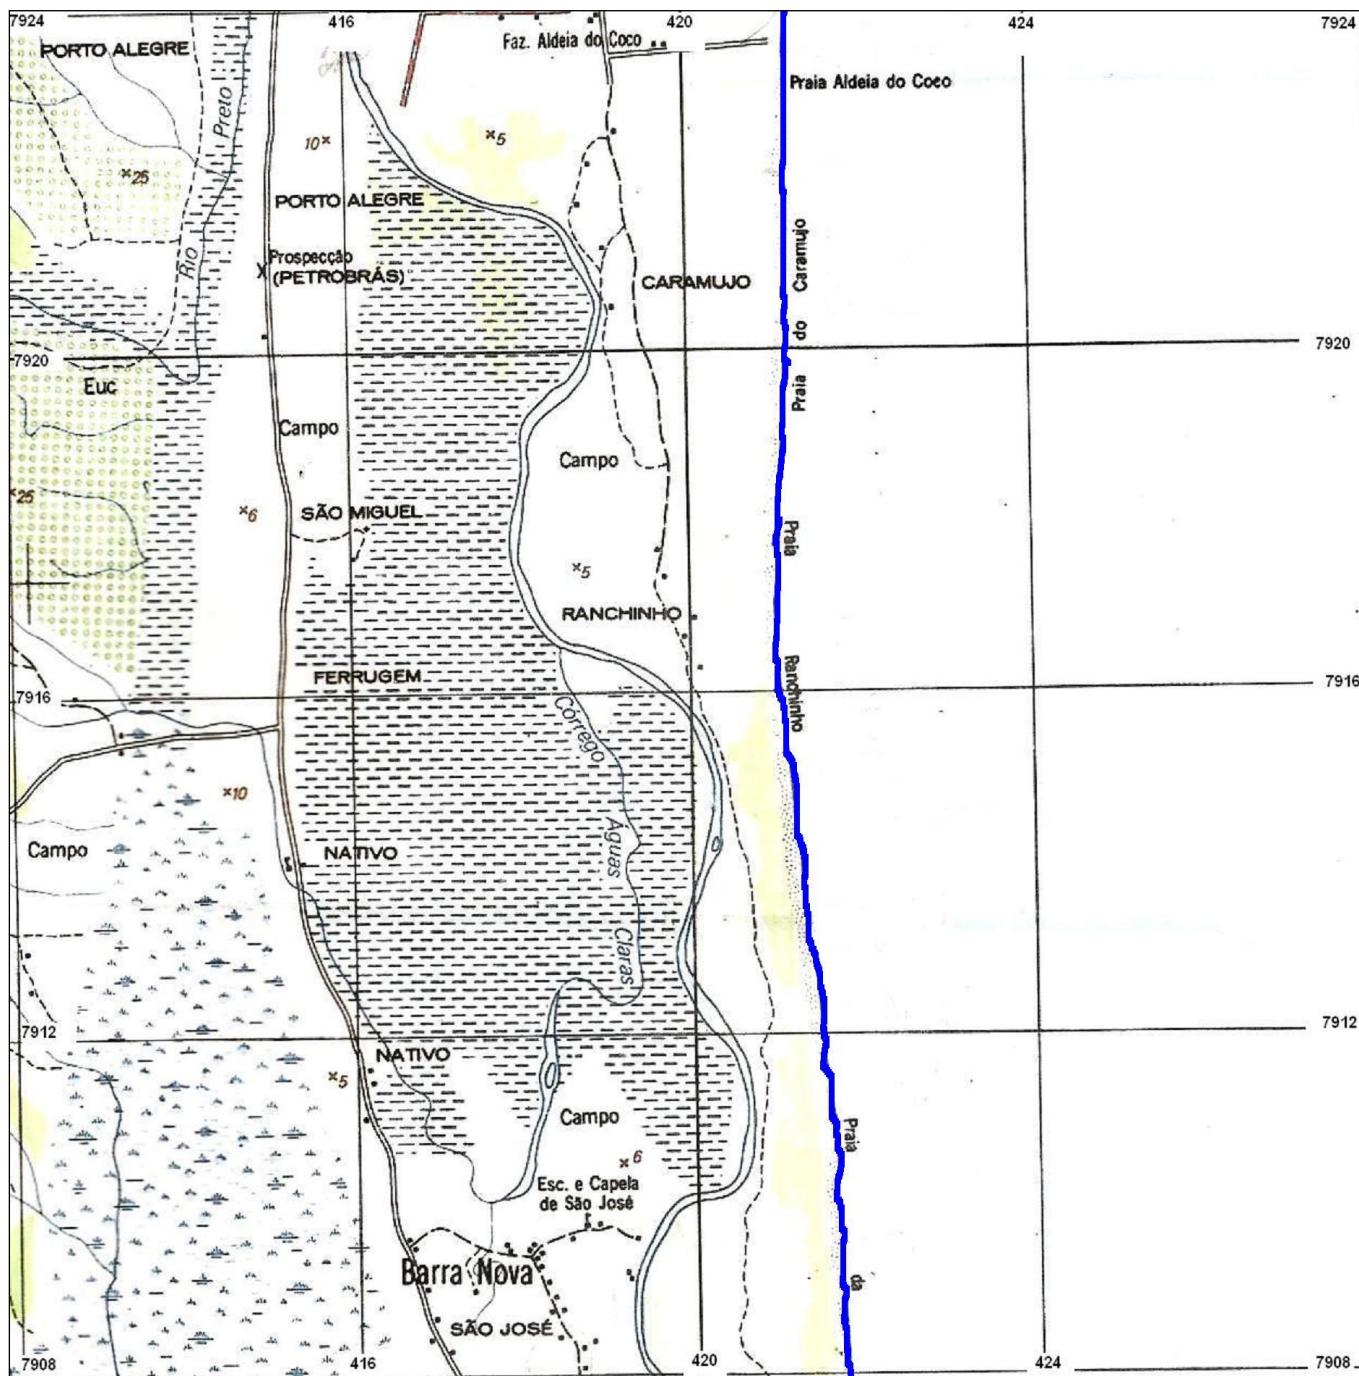 7924
416
420
424
7924
PORTO ALEGRE
Faz. Aldeia do Coco
Praia Aldeia do Coco
Rio Preto
10
5
25
PORTO ALEGRE
Prospecção
(PETROBRÁS)
CARAMUJO
Praia do Caramujo
7920
7920
Euc
Campo
Campo
25
6
SÃO MIGUEL
5
Praia Ranchinho
RANCHINHO
FERRUGEM
7916
7916
Córrego Águas Claras
10
Campo
NATIVO
7912
7912
NATIVO
5
Campo
6
Praia da
Esc. e Capela
de São José
Barra Nova
SÃO JOSÉ
7908
416
420
424
7908